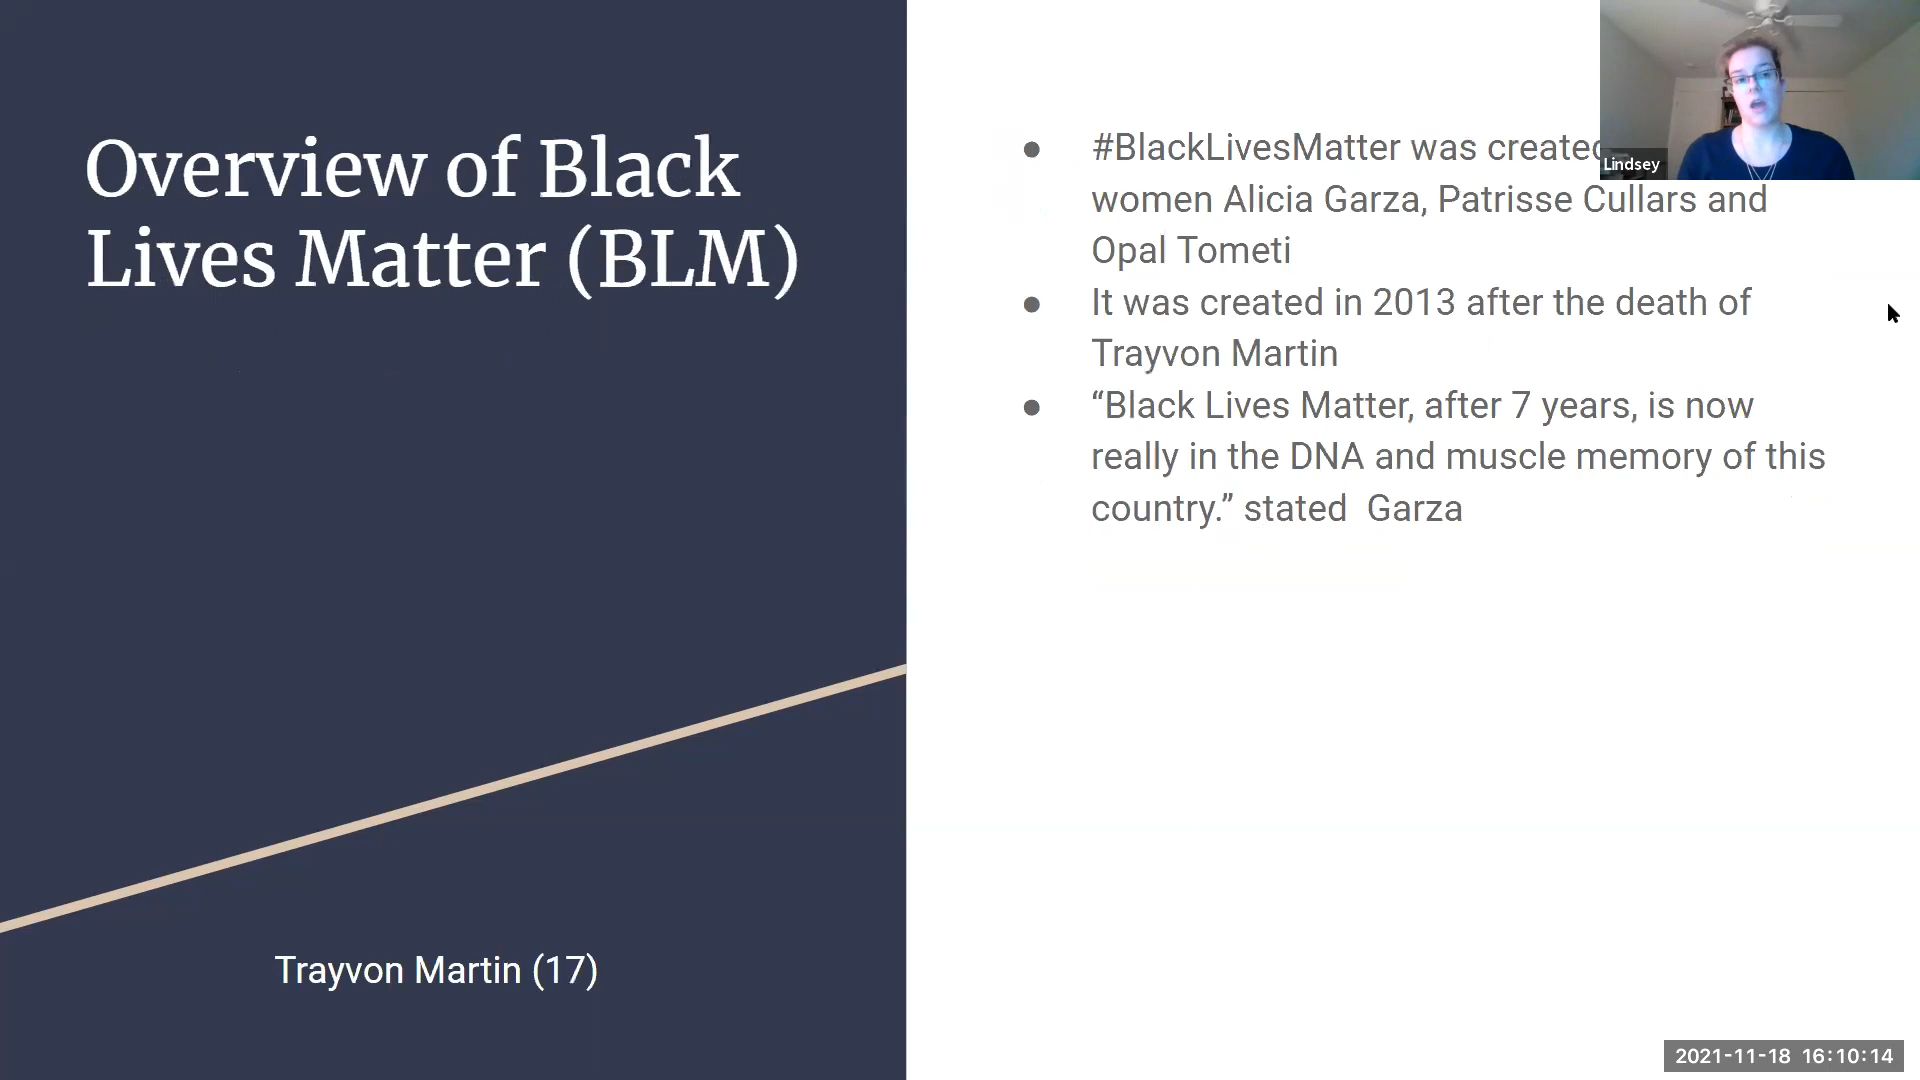 Overview of Black
Lives Matter (BLM)
Trayvon Martin (17)
#BlackLivesMatter was created
women Alicia Garza, Patrisse Cullars and
Opal Tometi
It was created in 2013 after the death of
Trayvon Martin
“Black Lives Matter, after 7 years, is now
really in the DNA and muscle memory of this
country.” stated  Garza
Lindsey
2021-11-18 16:10:14